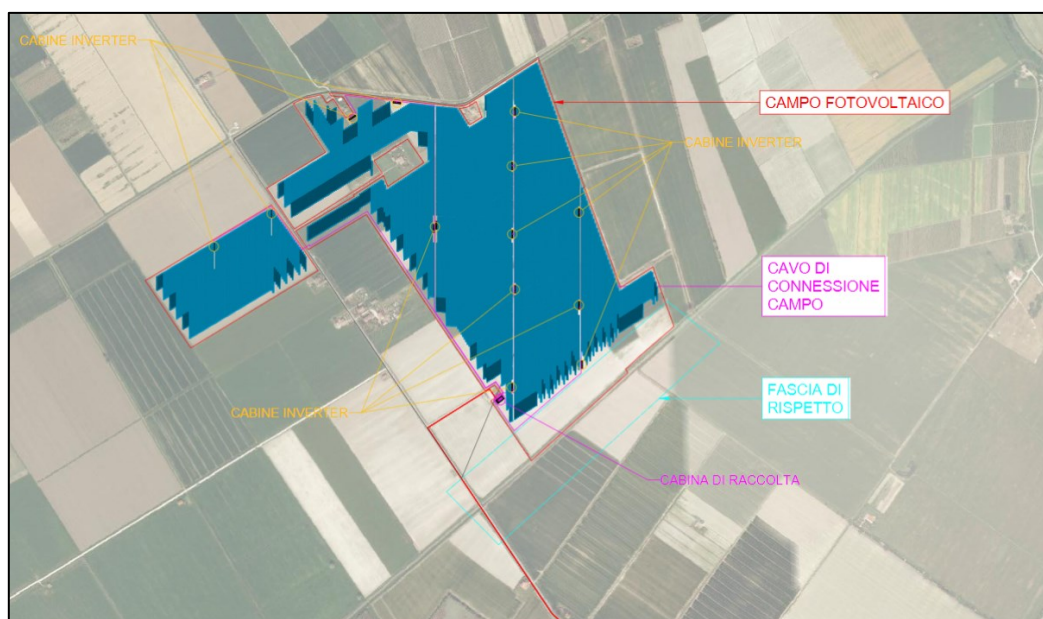 CABINE INVERTER
CAMPO FOTOVOLTAICO
CABINE INVERTER
CAVO DI
CONNESSIONE
CAMPO
FASCIA DI
RISPETTO
CABINE INVERTER
CABINA DI RACCOLTA